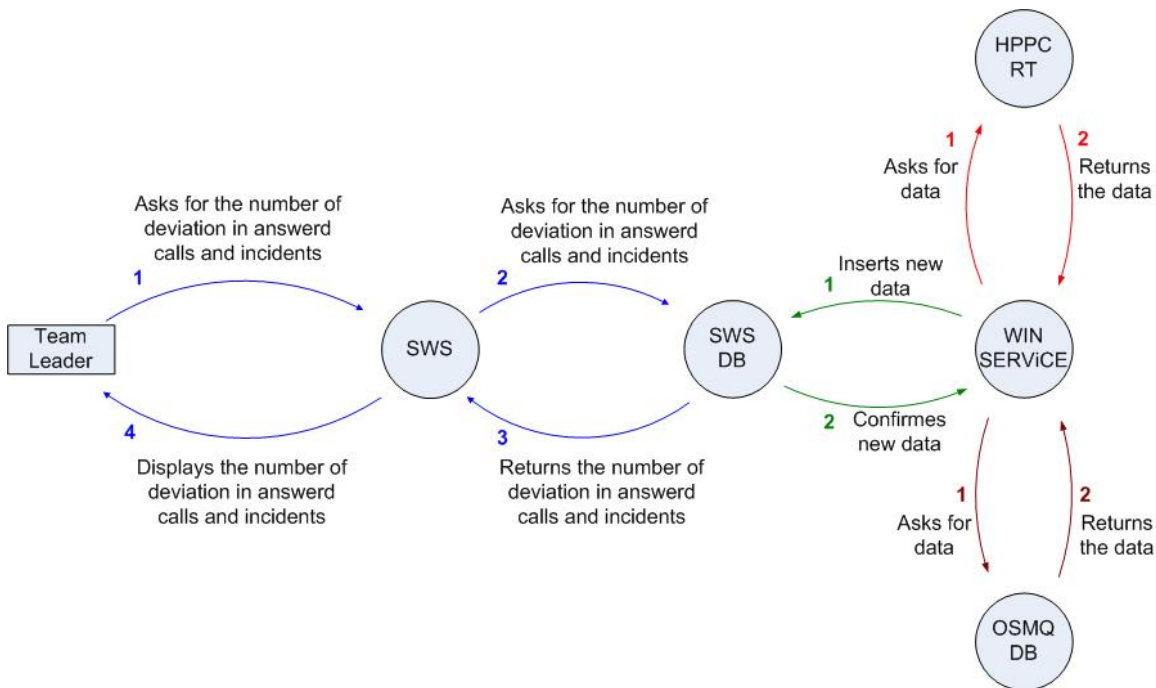 HPPC
RT
1
Asks for
data
2
Returns
the data
Asks for the number of
deviation in answerd
calls and incidents
1
Asks for the number of
deviation in answerd
calls and incidents
2
Inserts new
data
1
Team
Leader
SWS
SWS
DB
WIN
SERViCE
4
Displays the number of
deviation in answerd
calls and incidents
3
Returns the number of
deviation in answerd
calls and incidents
2
Confirmes
new data
1
Asks for
data
2
Returns
the data
OSMQ
DB